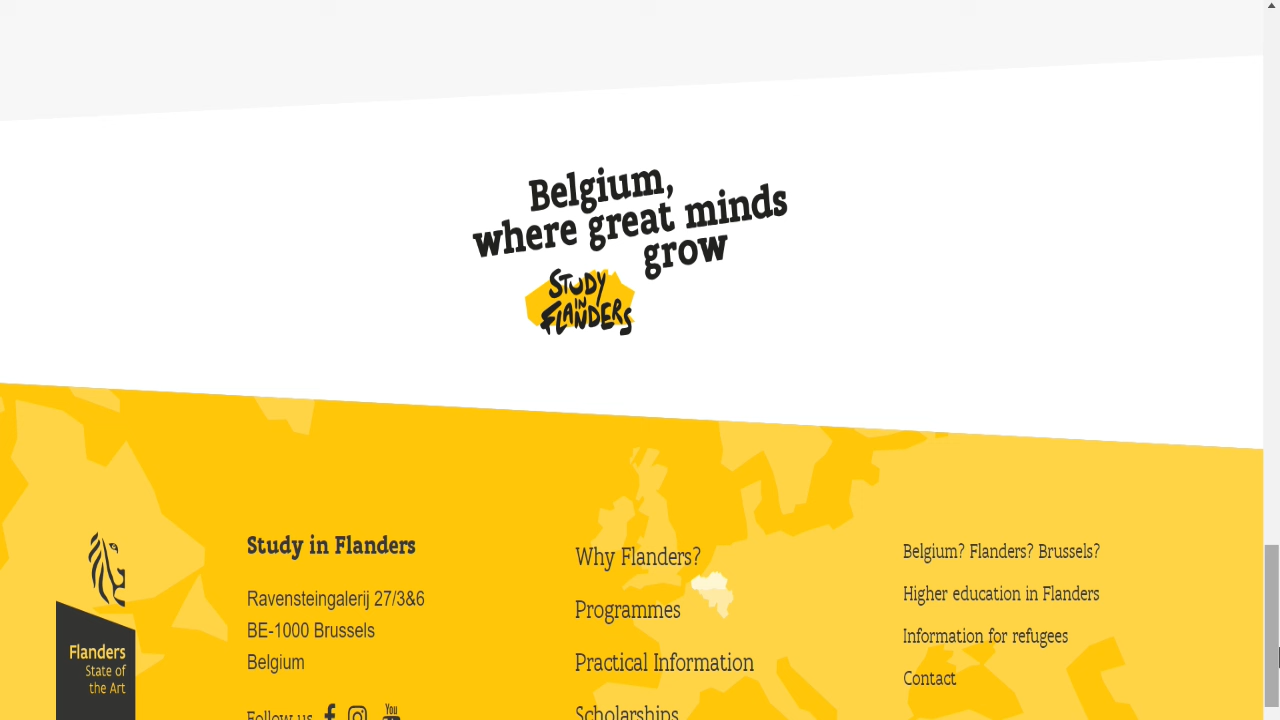 Belgium,
where great minds
grow
STUDY
IN
FLANDERS
Flanders
State of
the Art
Study in Flanders
Ravensteingalerij 27/3&6
BE-1000 Brussels
Belgium
Follow us
You
Why Flanders?
Programmes
Practical Information
Scholarships
Belgium? Flanders? Brussels?
Higher education in Flanders
Information for refugees
Contact